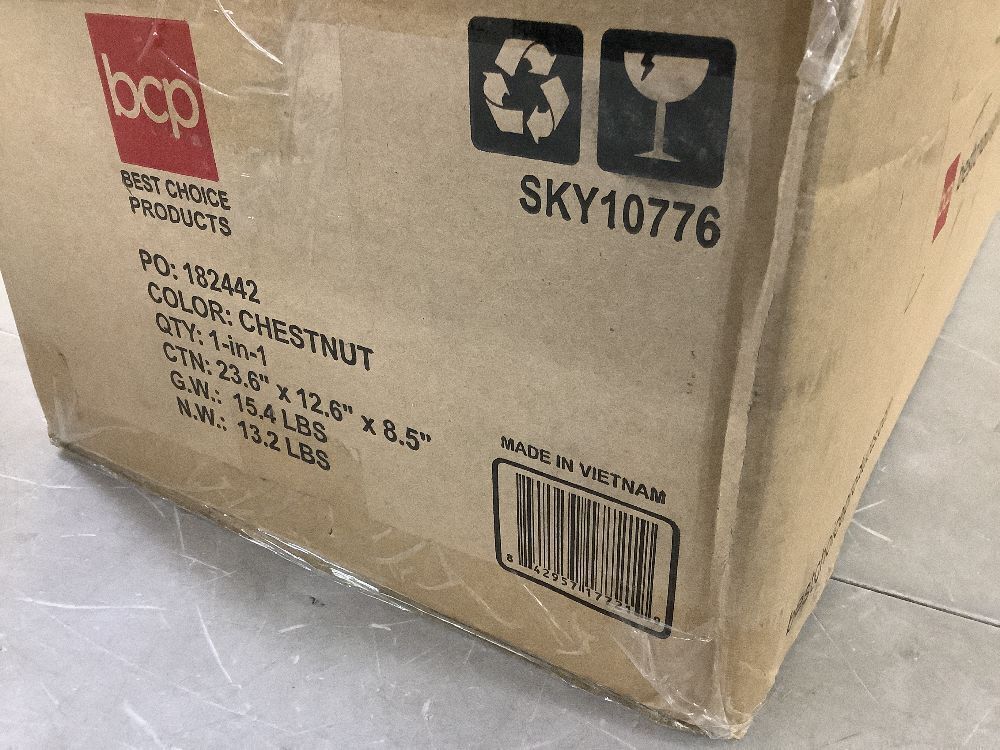 bcp
BEST CHOICE
PRODUCTS
SKY10776
PO: 182442
COLOR: CHESTNUT
QTY: 1-in-1
CTN: 23.6" x 12.6" x 8.5"
G.W.: 15.4 LBS
N.W.: 13.2 LBS
MADE IN VIETNAM